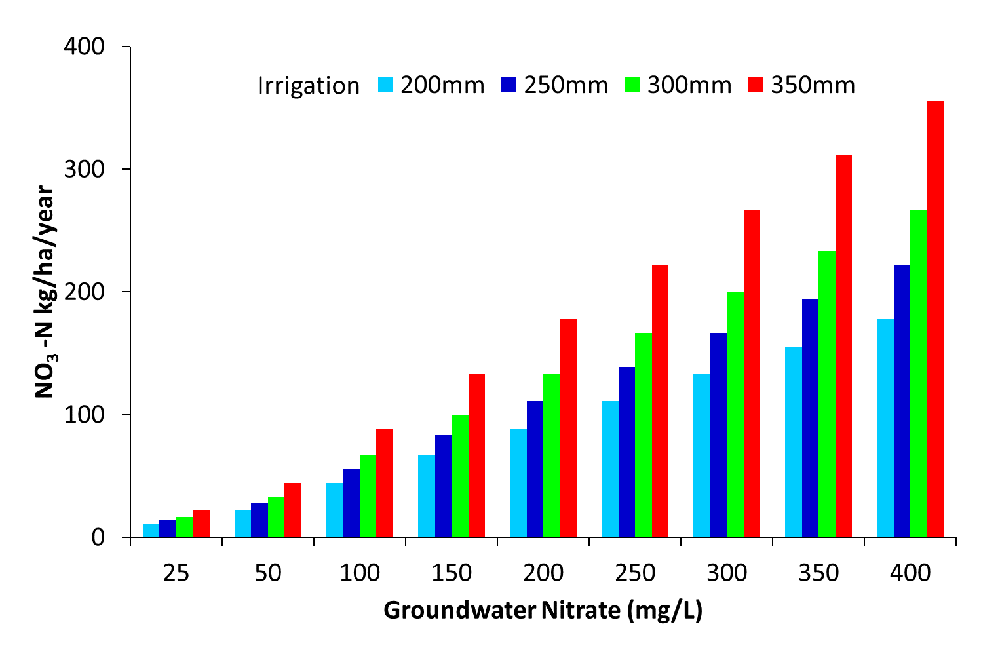 400
Irrigation 200mm 250mm 300mm 350mm
300
200
100
0
NO₃ -N kg/ha/year
25 50 100 150 200 250 300 350 400
Groundwater Nitrate (mg/L)